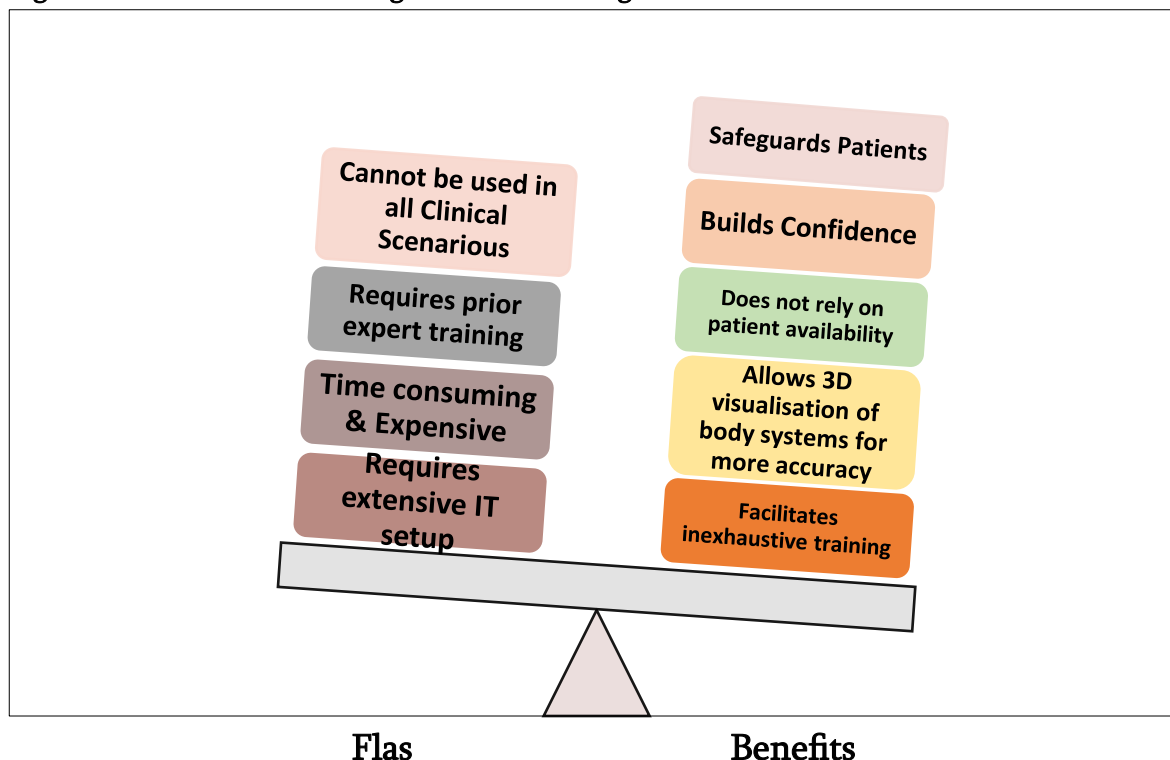 Cannot be used in
all Clinical
Scenarious
Requires prior
expert training
Time consuming
& Expensive
Requires
extensive IT
setup
Safeguards Patients
Builds Confidence
Does not rely on
patient availability
Allows 3D
visualisation of
body systems for
more accuracy
Facilitates
inexhaustive training
Flas
Benefits